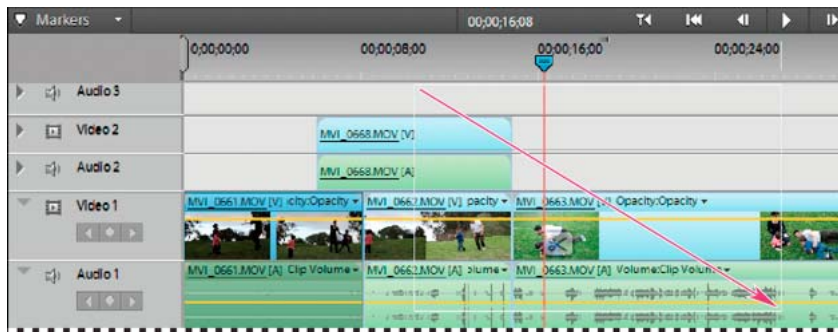 Markers 00;00;16;08
0;00;00;00 00;00;08;00 00;00;16;00 00;00;24;00
Audio 3
Video 2 MVI_0668.MOV [V]
Audio 2 MVI_0668.MOV [A]
Video 1 MVI_0661.MOV [V] icity:Opacity MVI_0662.MOV [V] pacity MVI_0663.MOV [V] Opacity:Opacity
Audio 1 MVI_0661.MOV [A] Clip Volume MVI_0662.MOV [A] olume MVI_0663.MOV [A] Volume:Clip Volume